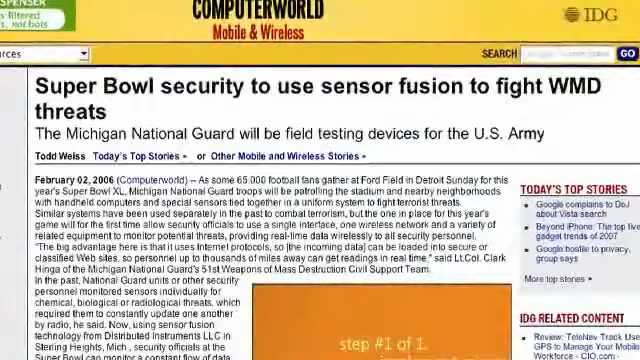 SPENSER
s filtered
s, not bots
COMPUTERWORLD
Mobile & Wireless
IDG
rces
SEARCH
GO
Super Bowl security to use sensor fusion to fight WMD
threats
The Michigan National Guard will be field testing devices for the U.S. Army
Todd Weiss Today's Top Stories or Other Mobile and Wireless Stories
February 02, 2006 (Computerworld) -- As some 65,000 football fans gather at Ford Field in Detroit Sunday for this
year's Super Bowl XL, Michigan National Guard troops will be patrolling the stadium and nearby neighborhoods
with handheld computers and special sensors tied together in a uniform system to fight terrorist threats.
Similar systems have been used separately in the past to combat terrorism, but the one in place for this year's
game will for the first time allow security officials to use a single interface, one wireless network and a variety of
related equipment to monitor potential threats, providing real-time data wirelessly to all security personnel.
"The big advantage here is that it uses Internet protocols, so [the incoming data] can be loaded into secure or
classified Web sites, so personnel up to thousands of miles away can get readings in real time," said Lt.Col. Clark
Hinga of the Michigan National Guard's 51st Weapons of Mass Destruction Civil Support Team.
In the past, National Guard units or other security
personnel monitored sensors individually for
chemical, biological or radiological threats, which
required them to constantly update one another
by radio, he said. Now, using sensor fusion
technology from Distributed Instruments LLC in
Sterling Heights, Mich., security officials at the
Super Bowl can monitor a constant flow of data
step #1 of 1.
TODAY'S TOP STORIES
Google complains to DoJ
about Vista search
Beyond iPhone: The top five
gadget trends of 2007
Google hostile to privacy,
group says
More top stories
IDG RELATED CONTENT
Review: TeleNav Track Use
GPS to Manage Your Mobile
Workforce - CIO.com